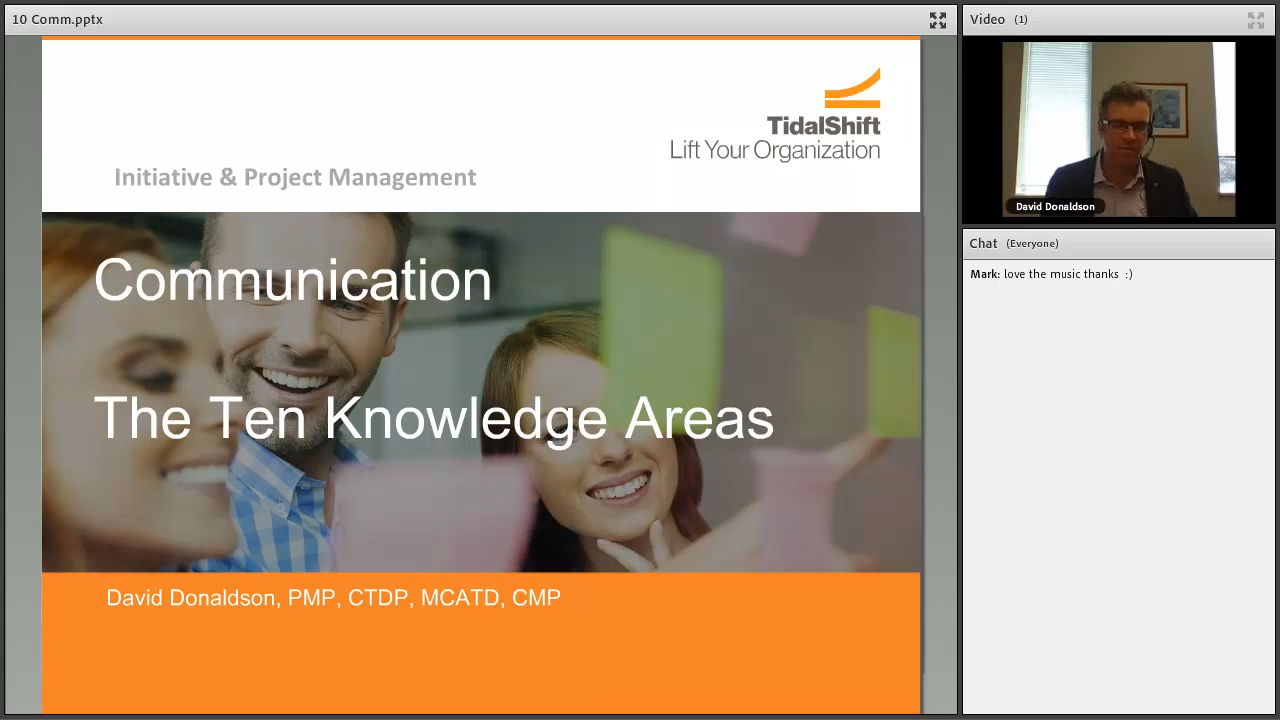 10 Comm.pptx
TidalShift
Lift Your Organization
Initiative & Project Management
Communication
The Ten Knowledge Areas
David Donaldson, PMP, CTDP, MCATD, CMP
Video (1)
David Donaldson
Chat (Everyone)
Mark: love the music thanks :)